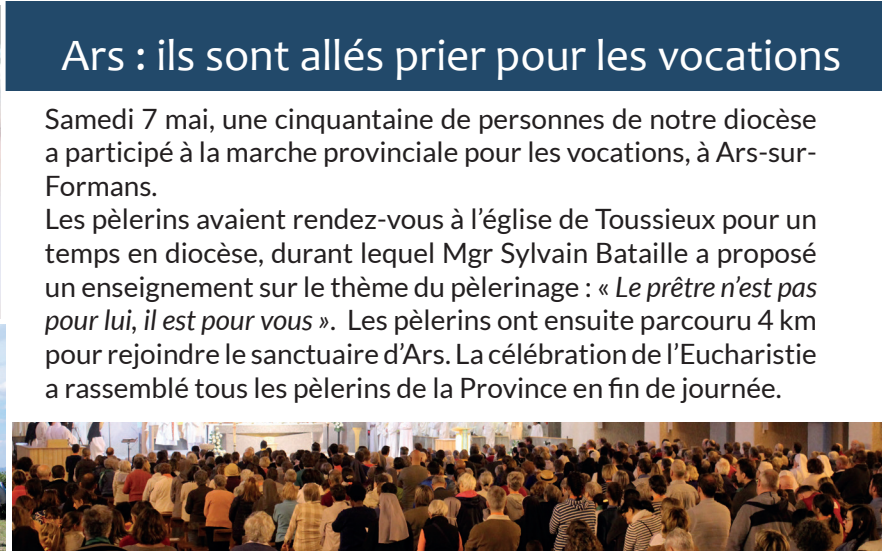 Ars : ils sont allés prier pour les vocations
Samedi 7 mai, une cinquantaine de personnes de notre diocèse
a participé à la marche provinciale pour les vocations, à Ars-sur-
Formans.
Les pèlerins avaient rendez-vous à l'église de Toussieux pour un
temps en diocèse, durant lequel Mgr Sylvain Bataille a proposé
un enseignement sur le thème du pèlerinage : « Le prêtre n'est pas
pour lui, il est pour vous ». Les pèlerins ont ensuite parcouru 4 km
pour rejoindre le sanctuaire d'Ars. La célébration de l'Eucharistie
a rassemblé tous les pèlerins de la Province en fin de journée.